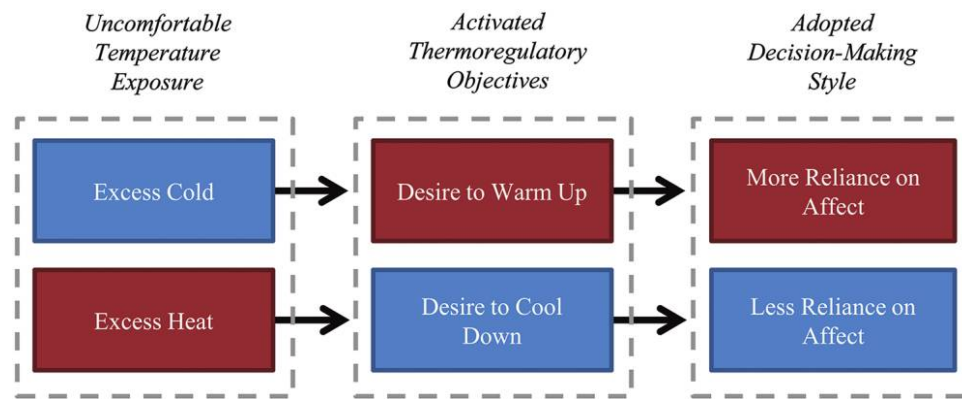 Uncomfortable
Temperature
Exposure
Activated
Thermoregulatory
Objectives
Adopted
Decision-Making
Style
Excess Cold
Desire to Warm Up
More Reliance on
Affect
Excess Heat
Desire to Cool
Down
Less Reliance on
Affect